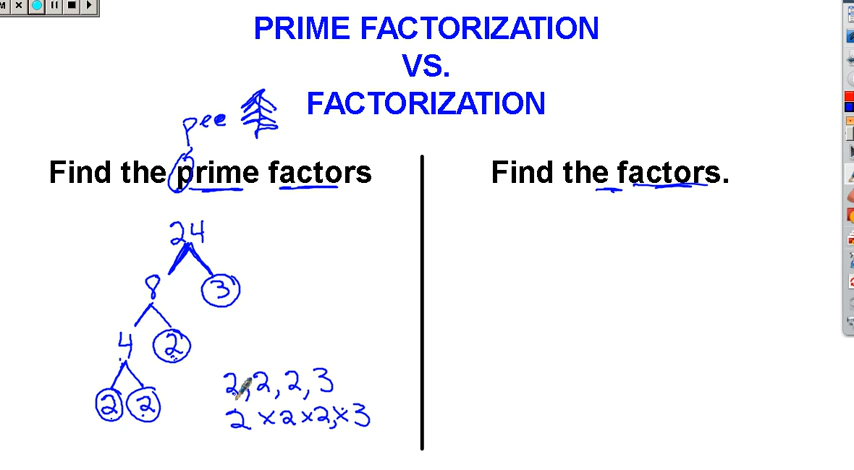 PRIME FACTORIZATION
VS.
FACTORIZATION
pee
Find the prime factors
Find the factors.
24
8 3
4 2
2 2
2, 2, 2, 3
2 × 2 × 2, × 3